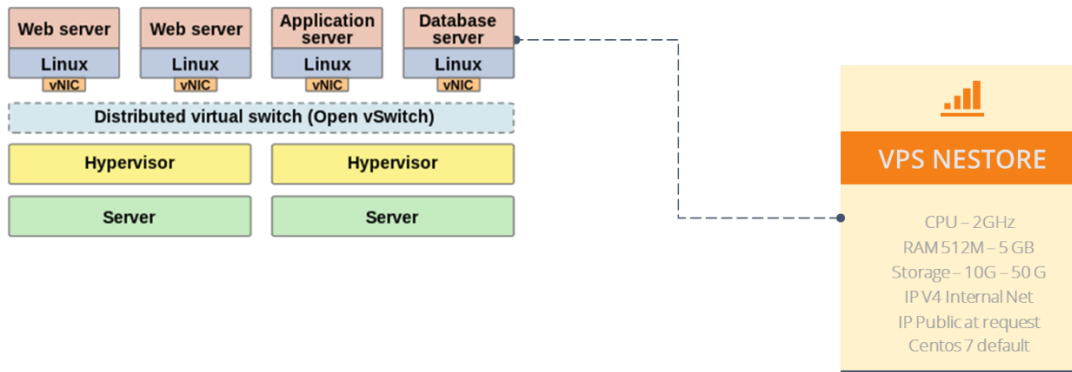 Web server
Web server
Application
server
Database
server
Linux
Linux
Linux
Linux
vNIC
vNIC
vNIC
vNIC
Distributed virtual switch (Open vSwitch)
Hypervisor
Hypervisor
Server
Server
VPS NESTORE
CPU – 2GHz
RAM 512M – 5 GB
Storage – 10G – 50 G
IP V4 Internal Net
IP Public at request
Centos 7 default